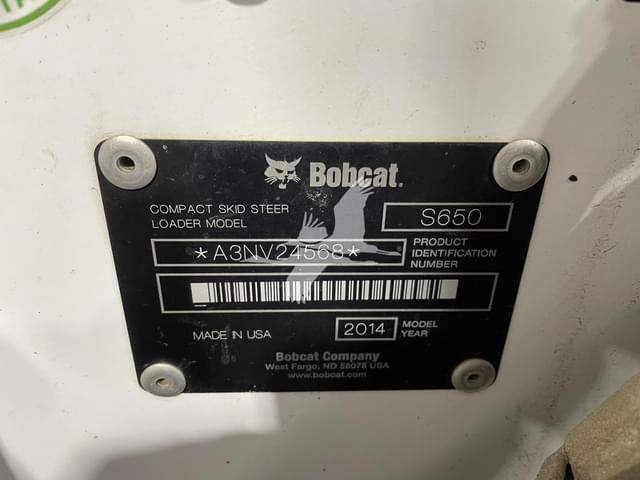 Bobcat.
COMPACT SKID STEER
LOADER MODEL
S650
*A3NV24568*
PRODUCT
IDENTIFICATION
NUMBER
MADE IN USA
2014
MODEL
YEAR
Bobcat Company
West Fargo, ND 58078 USA
www.bobcat.com